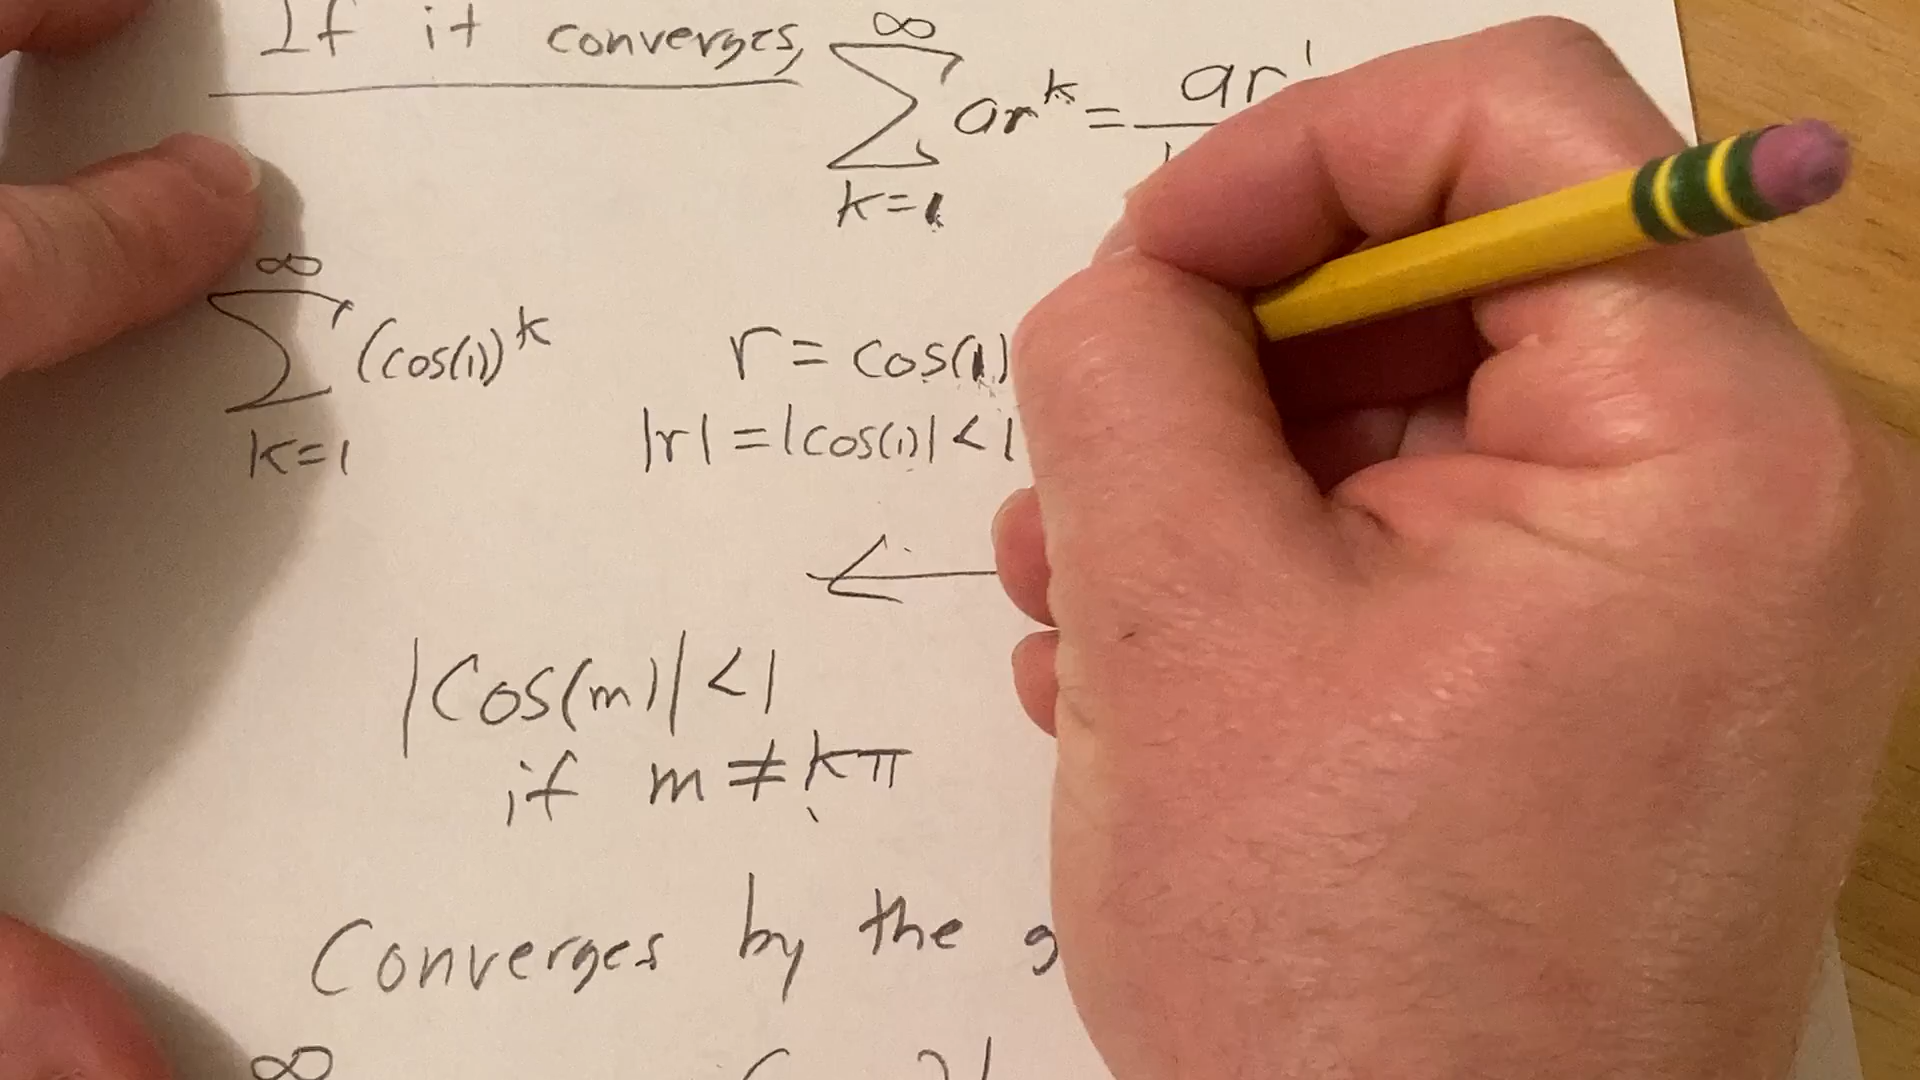 If it converges,
∞
∑ ar^k = ar^1
k=1
∞
∑ (cos(1))^k
k=1
r = cos(1)
|r| = |cos(1)| < 1
|Cos(m)| < 1
if m ≠ kπ
Converges by the
∞